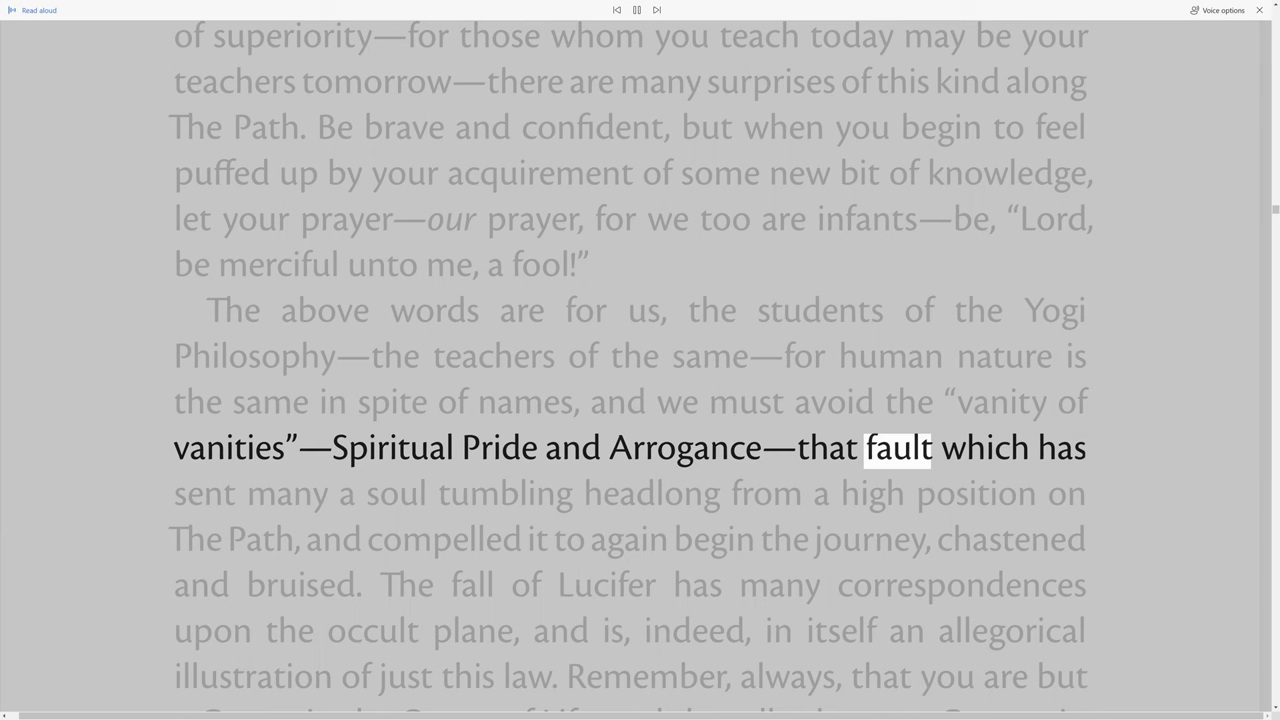 Read aloud
Voice options
of superiority—for those whom you teach today may be your
teachers tomorrow—there are many surprises of this kind along
The Path. Be brave and confident, but when you begin to feel
puffed up by your acquirement of some new bit of knowledge,
let your prayer—our prayer, for we too are infants—be, “Lord,
be merciful unto me, a fool!”
The above words are for us, the students of the Yogi
Philosophy—the teachers of the same—for human nature is
the same in spite of names, and we must avoid the “vanity of
vanities”—Spiritual Pride and Arrogance—that fault which has
sent many a soul tumbling headlong from a high position on
The Path, and compelled it to again begin the journey, chastened
and bruised. The fall of Lucifer has many correspondences
upon the occult plane, and is, indeed, in itself an allegorical
illustration of just this law. Remember, always, that you are but